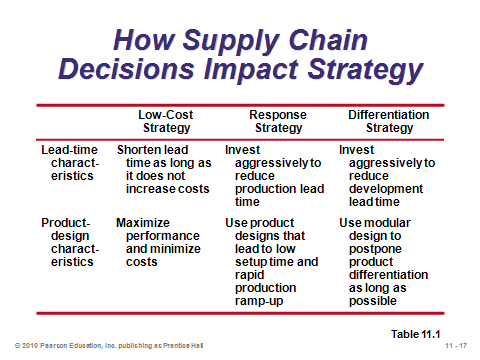 How Supply Chain
Decisions Impact Strategy
Low-Cost Strategy
Response Strategy
Differentiation Strategy
Lead-time charact-eristics
Shorten lead time as long as it does not increase costs
Invest aggressively to reduce production lead time
Invest aggressively to reduce development lead time
Product-design charact-eristics
Maximize performance and minimize costs
Use product designs that lead to low setup time and rapid production ramp-up
Use modular design to postpone product differentiation as long as possible
Table 11.1
© 2010 Pearson Education, Inc. publishing as Prentice Hall
11 - 17